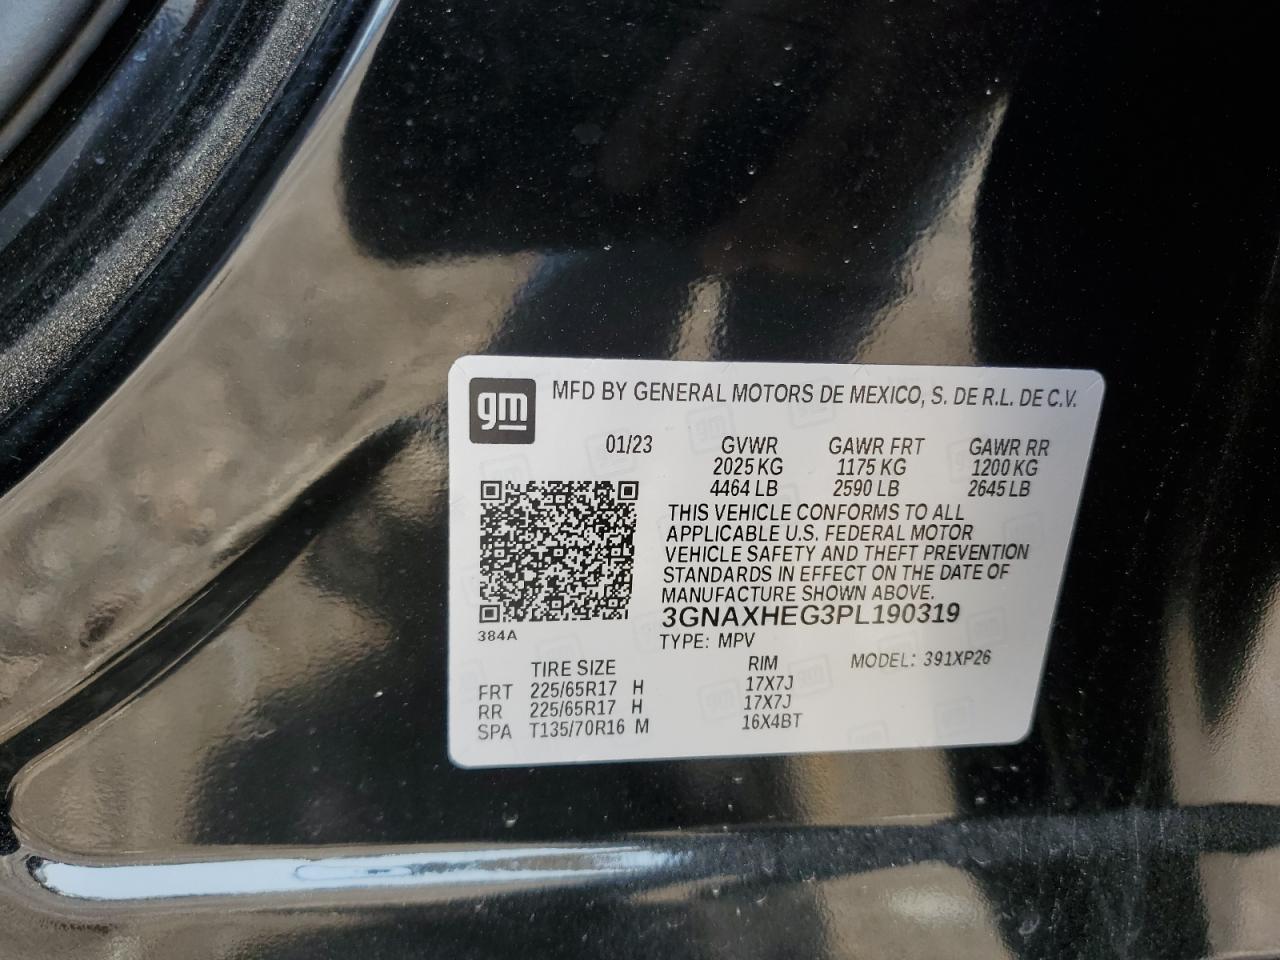 gm
MFD BY GENERAL MOTORS DE MEXICO, S. DE R.L. DE C.V.
01/23 GVWR GAWR FRT GAWR RR
2025 KG 1175 KG 1200 KG
4464 LB 2590 LB 2645 LB
THIS VEHICLE CONFORMS TO ALL
APPLICABLE U.S. FEDERAL MOTOR
VEHICLE SAFETY AND THEFT PREVENTION
STANDARDS IN EFFECT ON THE DATE OF
MANUFACTURE SHOWN ABOVE.
3GNAXHEG3PL190319
384A
TYPE: MPV
TIRE SIZE RIM MODEL: 391XP26
FRT 225/65R17 H 17X7J
RR 225/65R17 H 17X7J
SPA T135/70R16 M 16X4BT